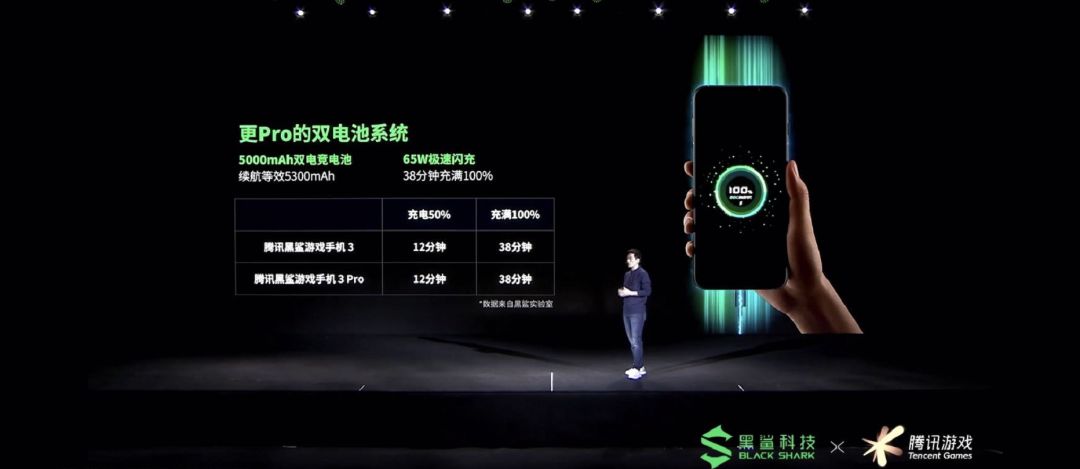 更Pro的双电池系统
5000mAh双电竞电池 65W极速闪充
续航等效5300mAh 38分钟充满100%
充电50% 充满100%
腾讯黑鲨游戏手机 3 12分钟 38分钟
腾讯黑鲨游戏手机 3 Pro 12分钟 38分钟
*数据来自黑鲨实验室
100%
黑鲨科技 × 腾讯游戏
BLACK SHARK Tencent Games